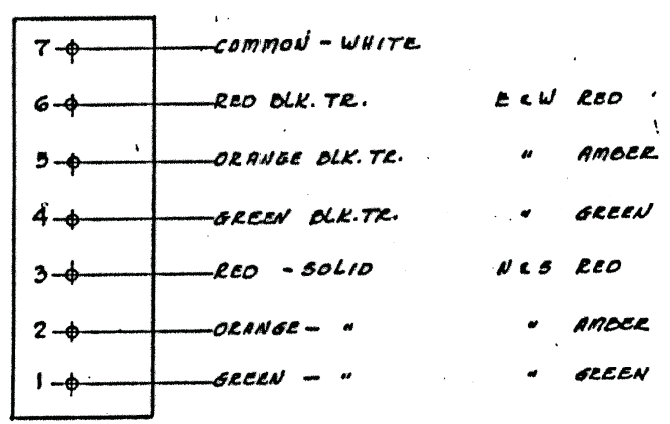 7 COMMON - WHITE
6 RED BLK. TR. E & W RED
5 ORANGE BLK. TR. " AMBER
4 GREEN BLK. TR. " GREEN
3 RED - SOLID N & S RED
2 ORANGE - " " AMBER
1 GREEN - " " GREEN